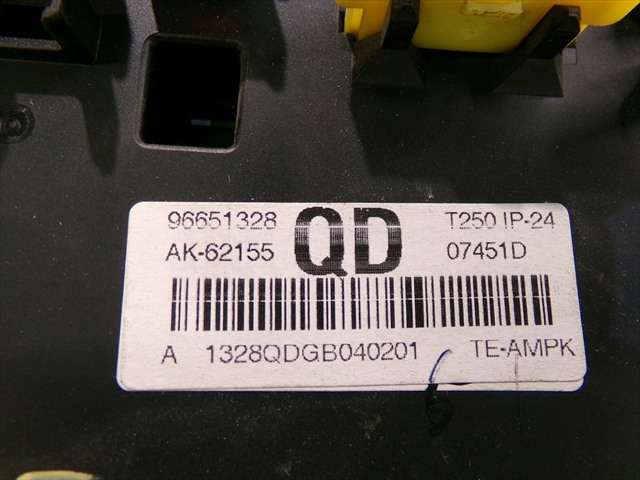 96651328 QD T250 IP-24
AK-62155 07451D
A 1328QDGB040201 TE-AMPK